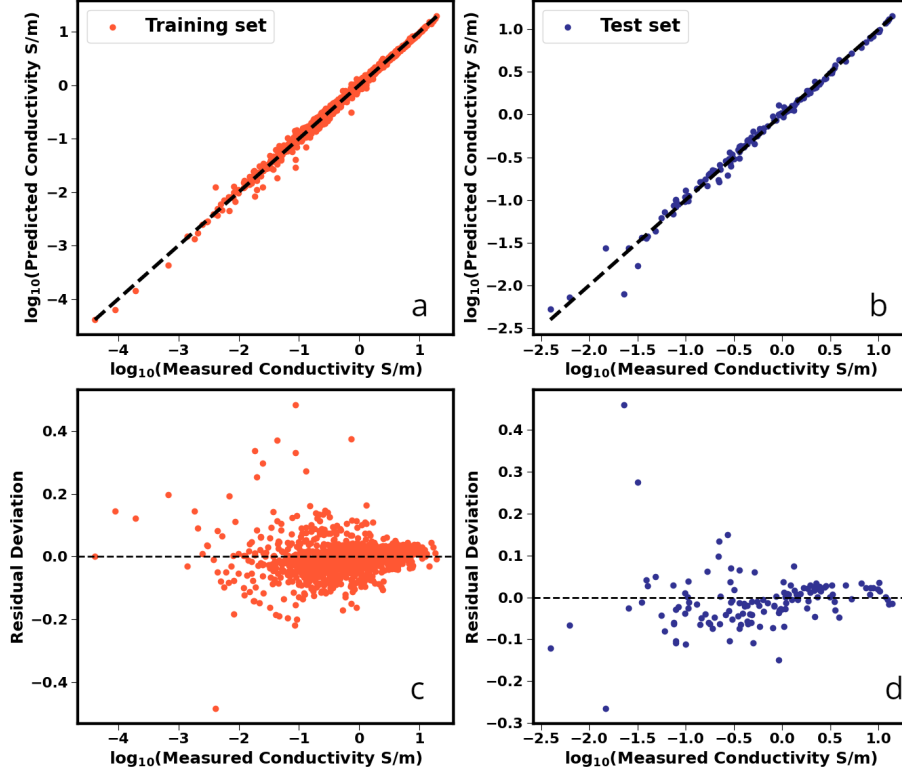 Training set
log₁₀(Predicted Conductivity S/m)
1
0
−1
−2
−3
−4
a
−4 −3 −2 −1 0 1
log₁₀(Measured Conductivity S/m)
Test set
log₁₀(Predicted Conductivity S/m)
1.0
0.5
0.0
−0.5
−1.0
−1.5
−2.0
−2.5
b
−2.5 −2.0 −1.5 −1.0 −0.5 0.0 0.5 1.0
log₁₀(Measured Conductivity S/m)
Residual Deviation
0.4
0.2
0.0
−0.2
−0.4
c
−4 −3 −2 −1 0 1
log₁₀(Measured Conductivity S/m)
Residual Deviation
0.4
0.3
0.2
0.1
0.0
−0.1
−0.2
−0.3
d
−2.5 −2.0 −1.5 −1.0 −0.5 0.0 0.5 1.0
log₁₀(Measured Conductivity S/m)